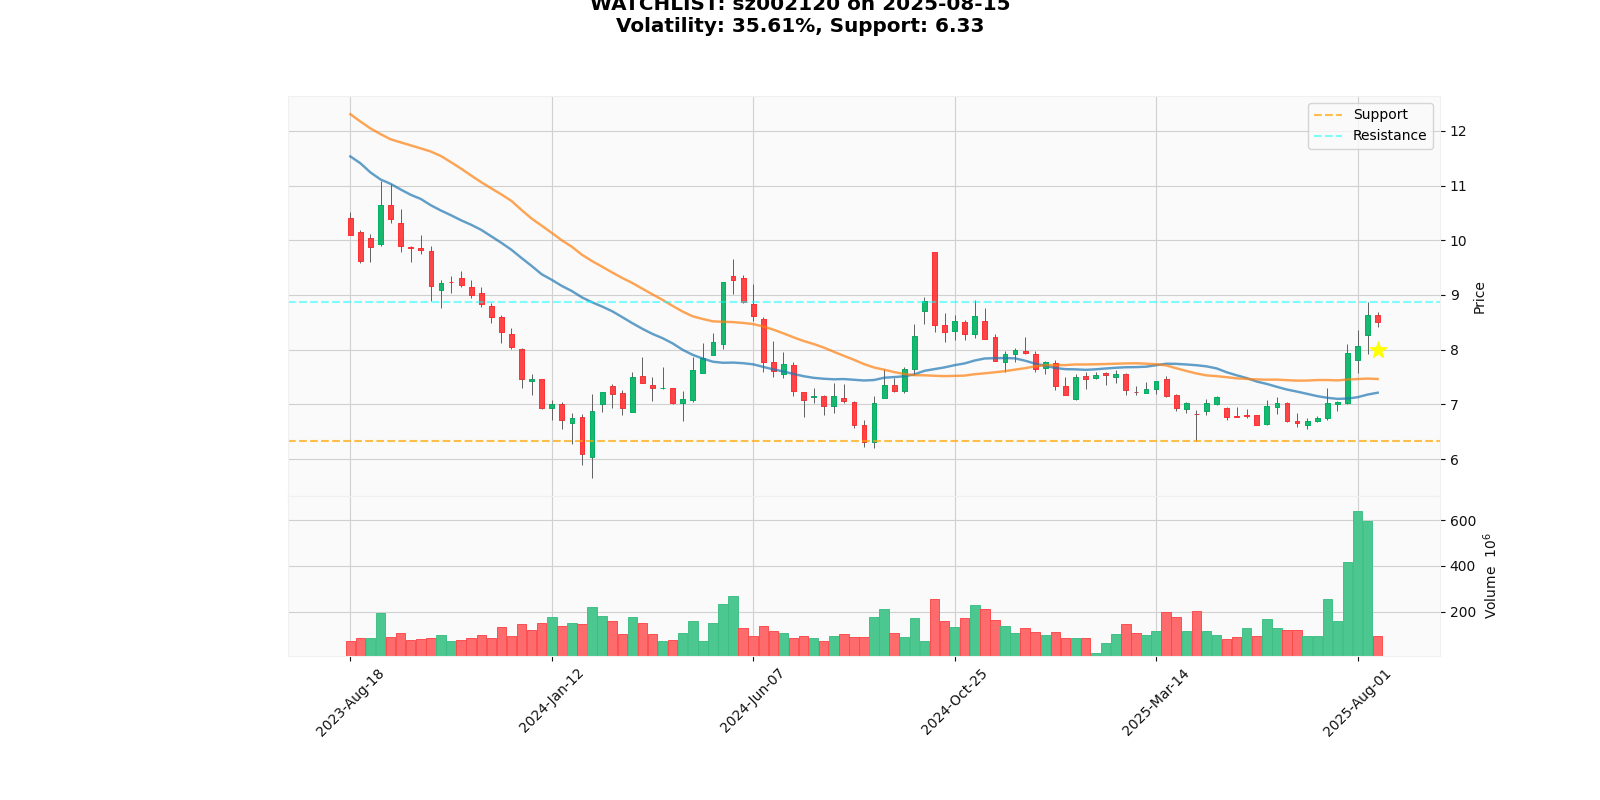 WATCHLIST: sz002120 on 2025-08-15
Volatility: 35.61%, Support: 6.33
Support
Resistance
12
11
10
9
8
7
6
Price
600
400
200
Volume 10^6
2023-Aug-18
2024-Jan-12
2024-Jun-07
2024-Oct-25
2025-Mar-14
2025-Aug-01